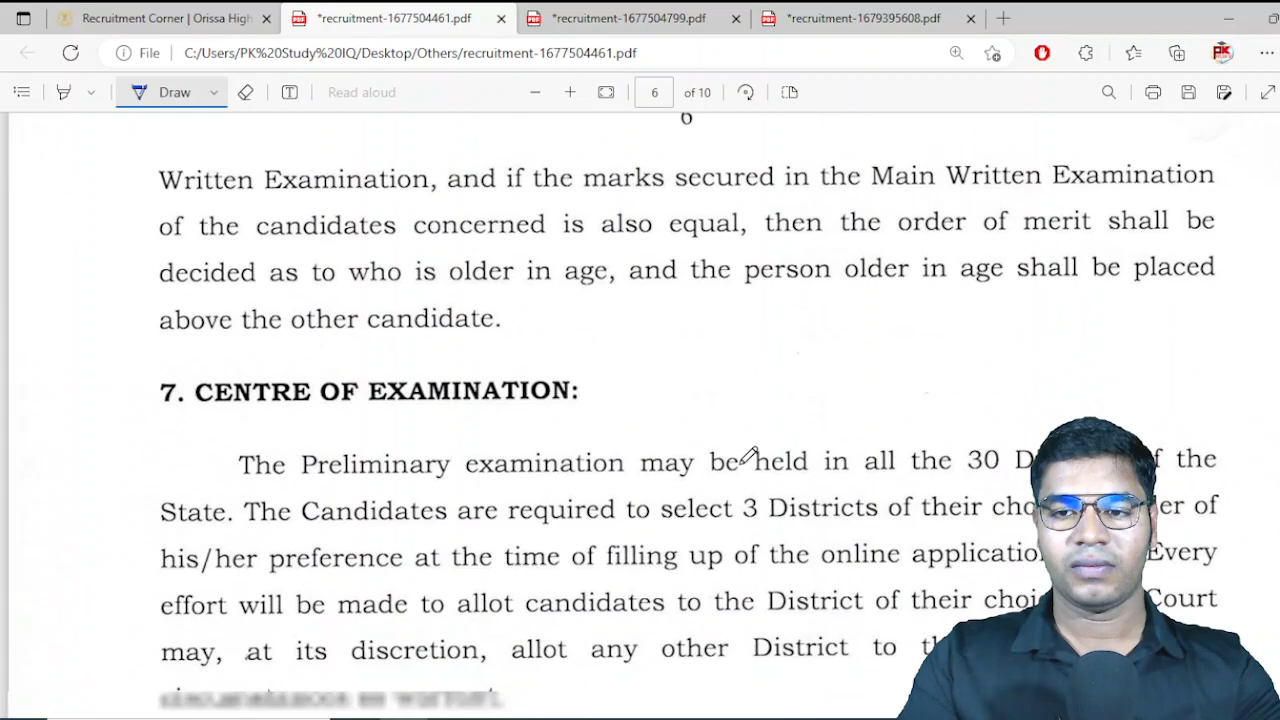 Recruitment Corner | Orissa High
*recruitment-1677504461.pdf
*recruitment-1677504799.pdf
*recruitment-1679395608.pdf
File
C:/Users/PK%20Study%20IQ/Desktop/Others/recruitment-1677504461.pdf
Draw
Read aloud
6
of 10
6
Written Examination, and if the marks secured in the Main Written Examination
of the candidates concerned is also equal, then the order of merit shall be
decided as to who is older in age, and the person older in age shall be placed
above the other candidate.
7. CENTRE OF EXAMINATION:
The Preliminary examination may be held in all the 30 D f the
State. The Candidates are required to select 3 Districts of their cho er of
his/her preference at the time of filling up of the online applicatio Every
effort will be made to allot candidates to the District of their choi Court
may, at its discretion, allot any other District to